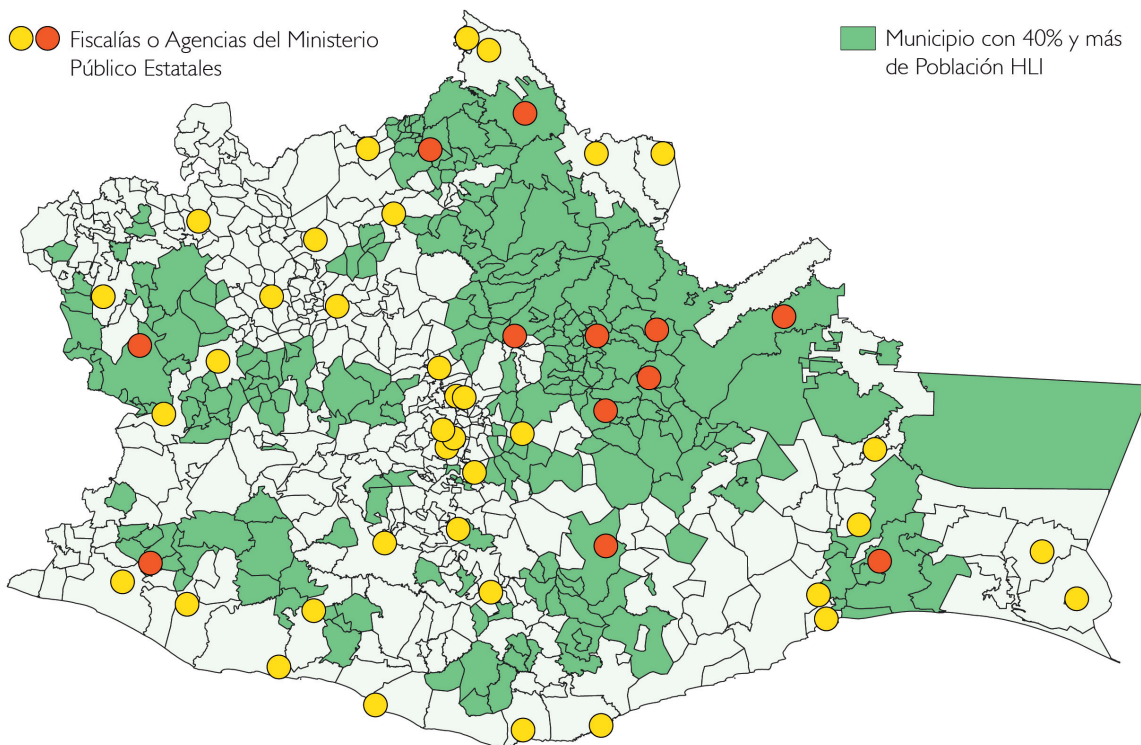 Fiscalías o Agencias del Ministerio
Público Estatales
Municipio con 40% y más
de Población HLI